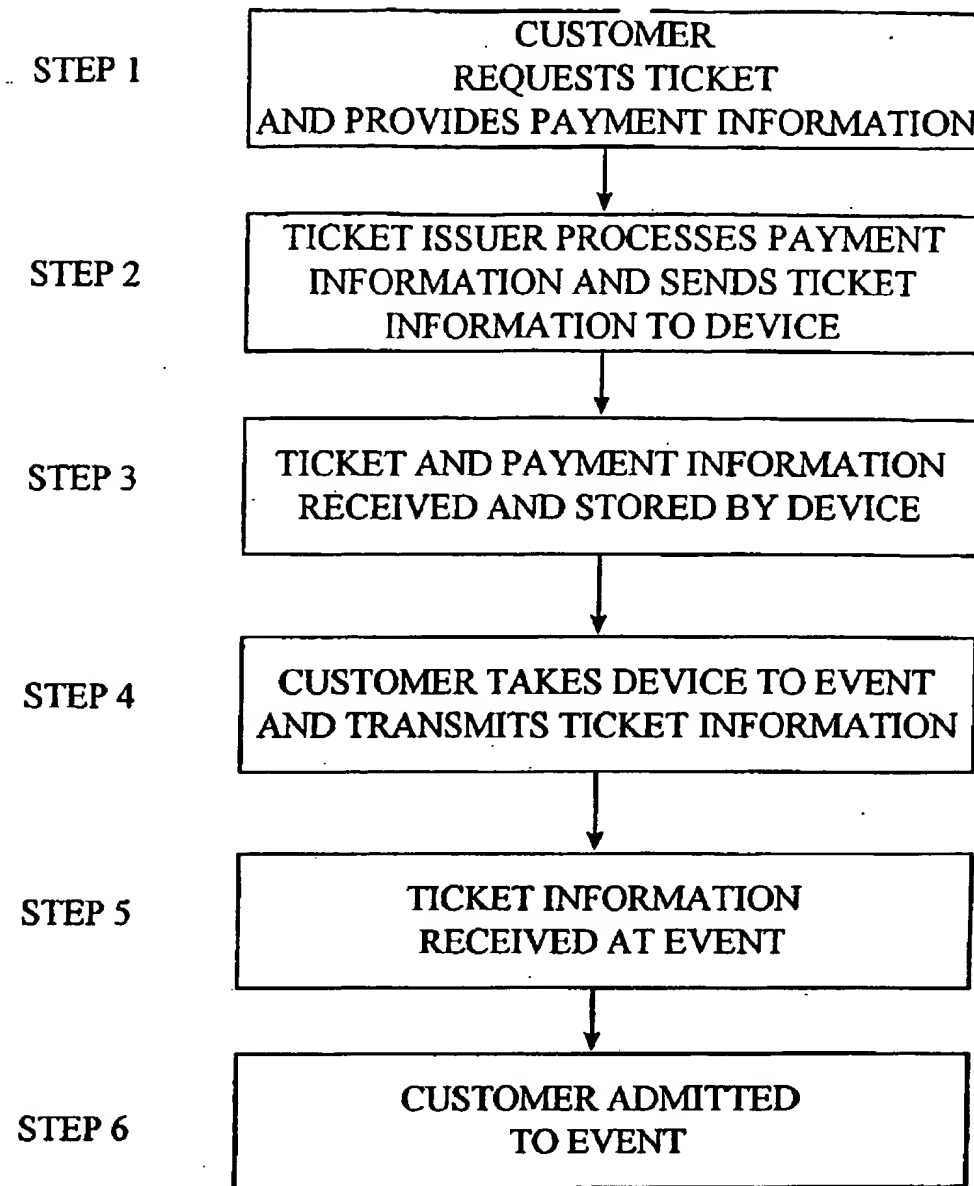 STEP 1
CUSTOMER
REQUESTS TICKET
AND PROVIDES PAYMENT INFORMATION
STEP 2
TICKET ISSUER PROCESSES PAYMENT
INFORMATION AND SENDS TICKET
INFORMATION TO DEVICE
STEP 3
TICKET AND PAYMENT INFORMATION
RECEIVED AND STORED BY DEVICE
STEP 4
CUSTOMER TAKES DEVICE TO EVENT
AND TRANSMITS TICKET INFORMATION
STEP 5
TICKET INFORMATION
RECEIVED AT EVENT
STEP 6
CUSTOMER ADMITTED
TO EVENT